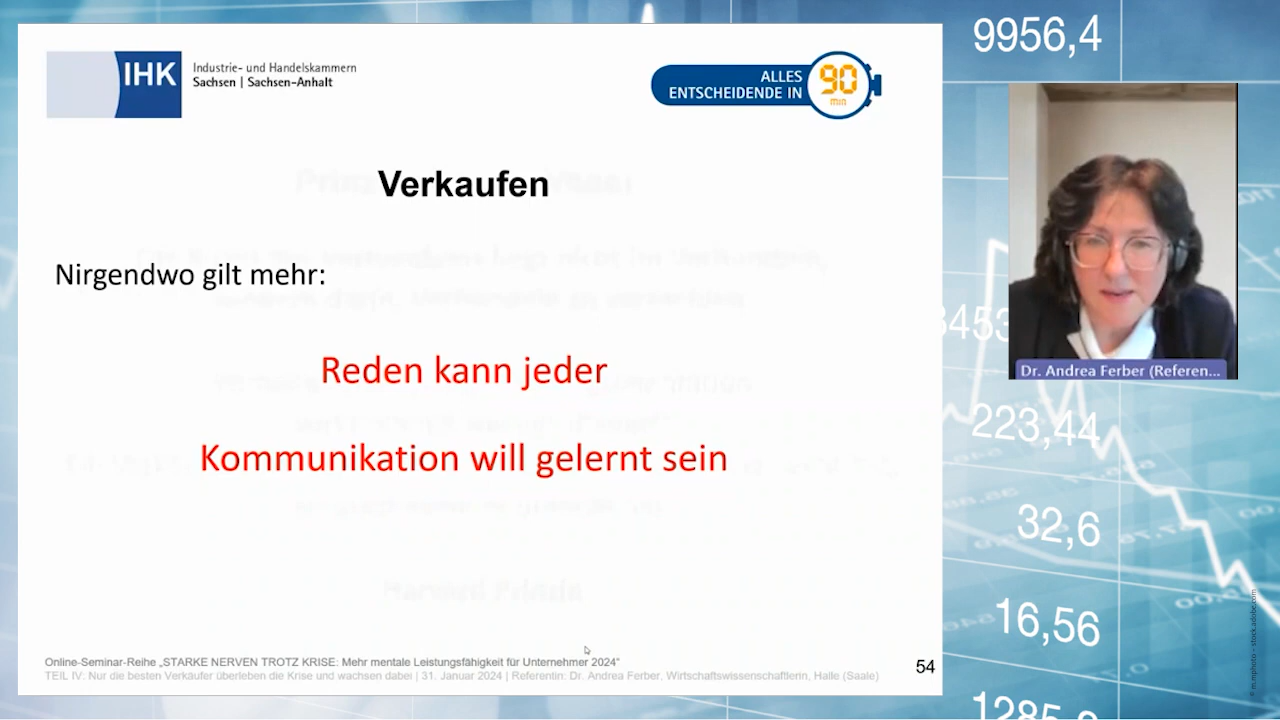 IHK
Industrie- und Handelskammern
Sachsen | Sachsen-Anhalt
ALLES
ENTSCHEIDENDE IN
90
min
Verkaufen
Nirgendwo gilt mehr:
Reden kann jeder
Kommunikation will gelernt sein
Online-Seminar-Reihe „STARKE NERVEN TROTZ KRISE: Mehr mentale Leistungsfähigkeit für Unternehmer 2024“
TEIL IV: Nur die besten Verkäufer überleben die Krise und wachsen dabei | 31. Januar 2024 | Referentin: Dr. Andrea Ferber, Wirtschaftswissenschaftlerin, Halle (Saale)
54
9956,4
Dr. Andrea Ferber (Referen...
223,44
32,6
16,56